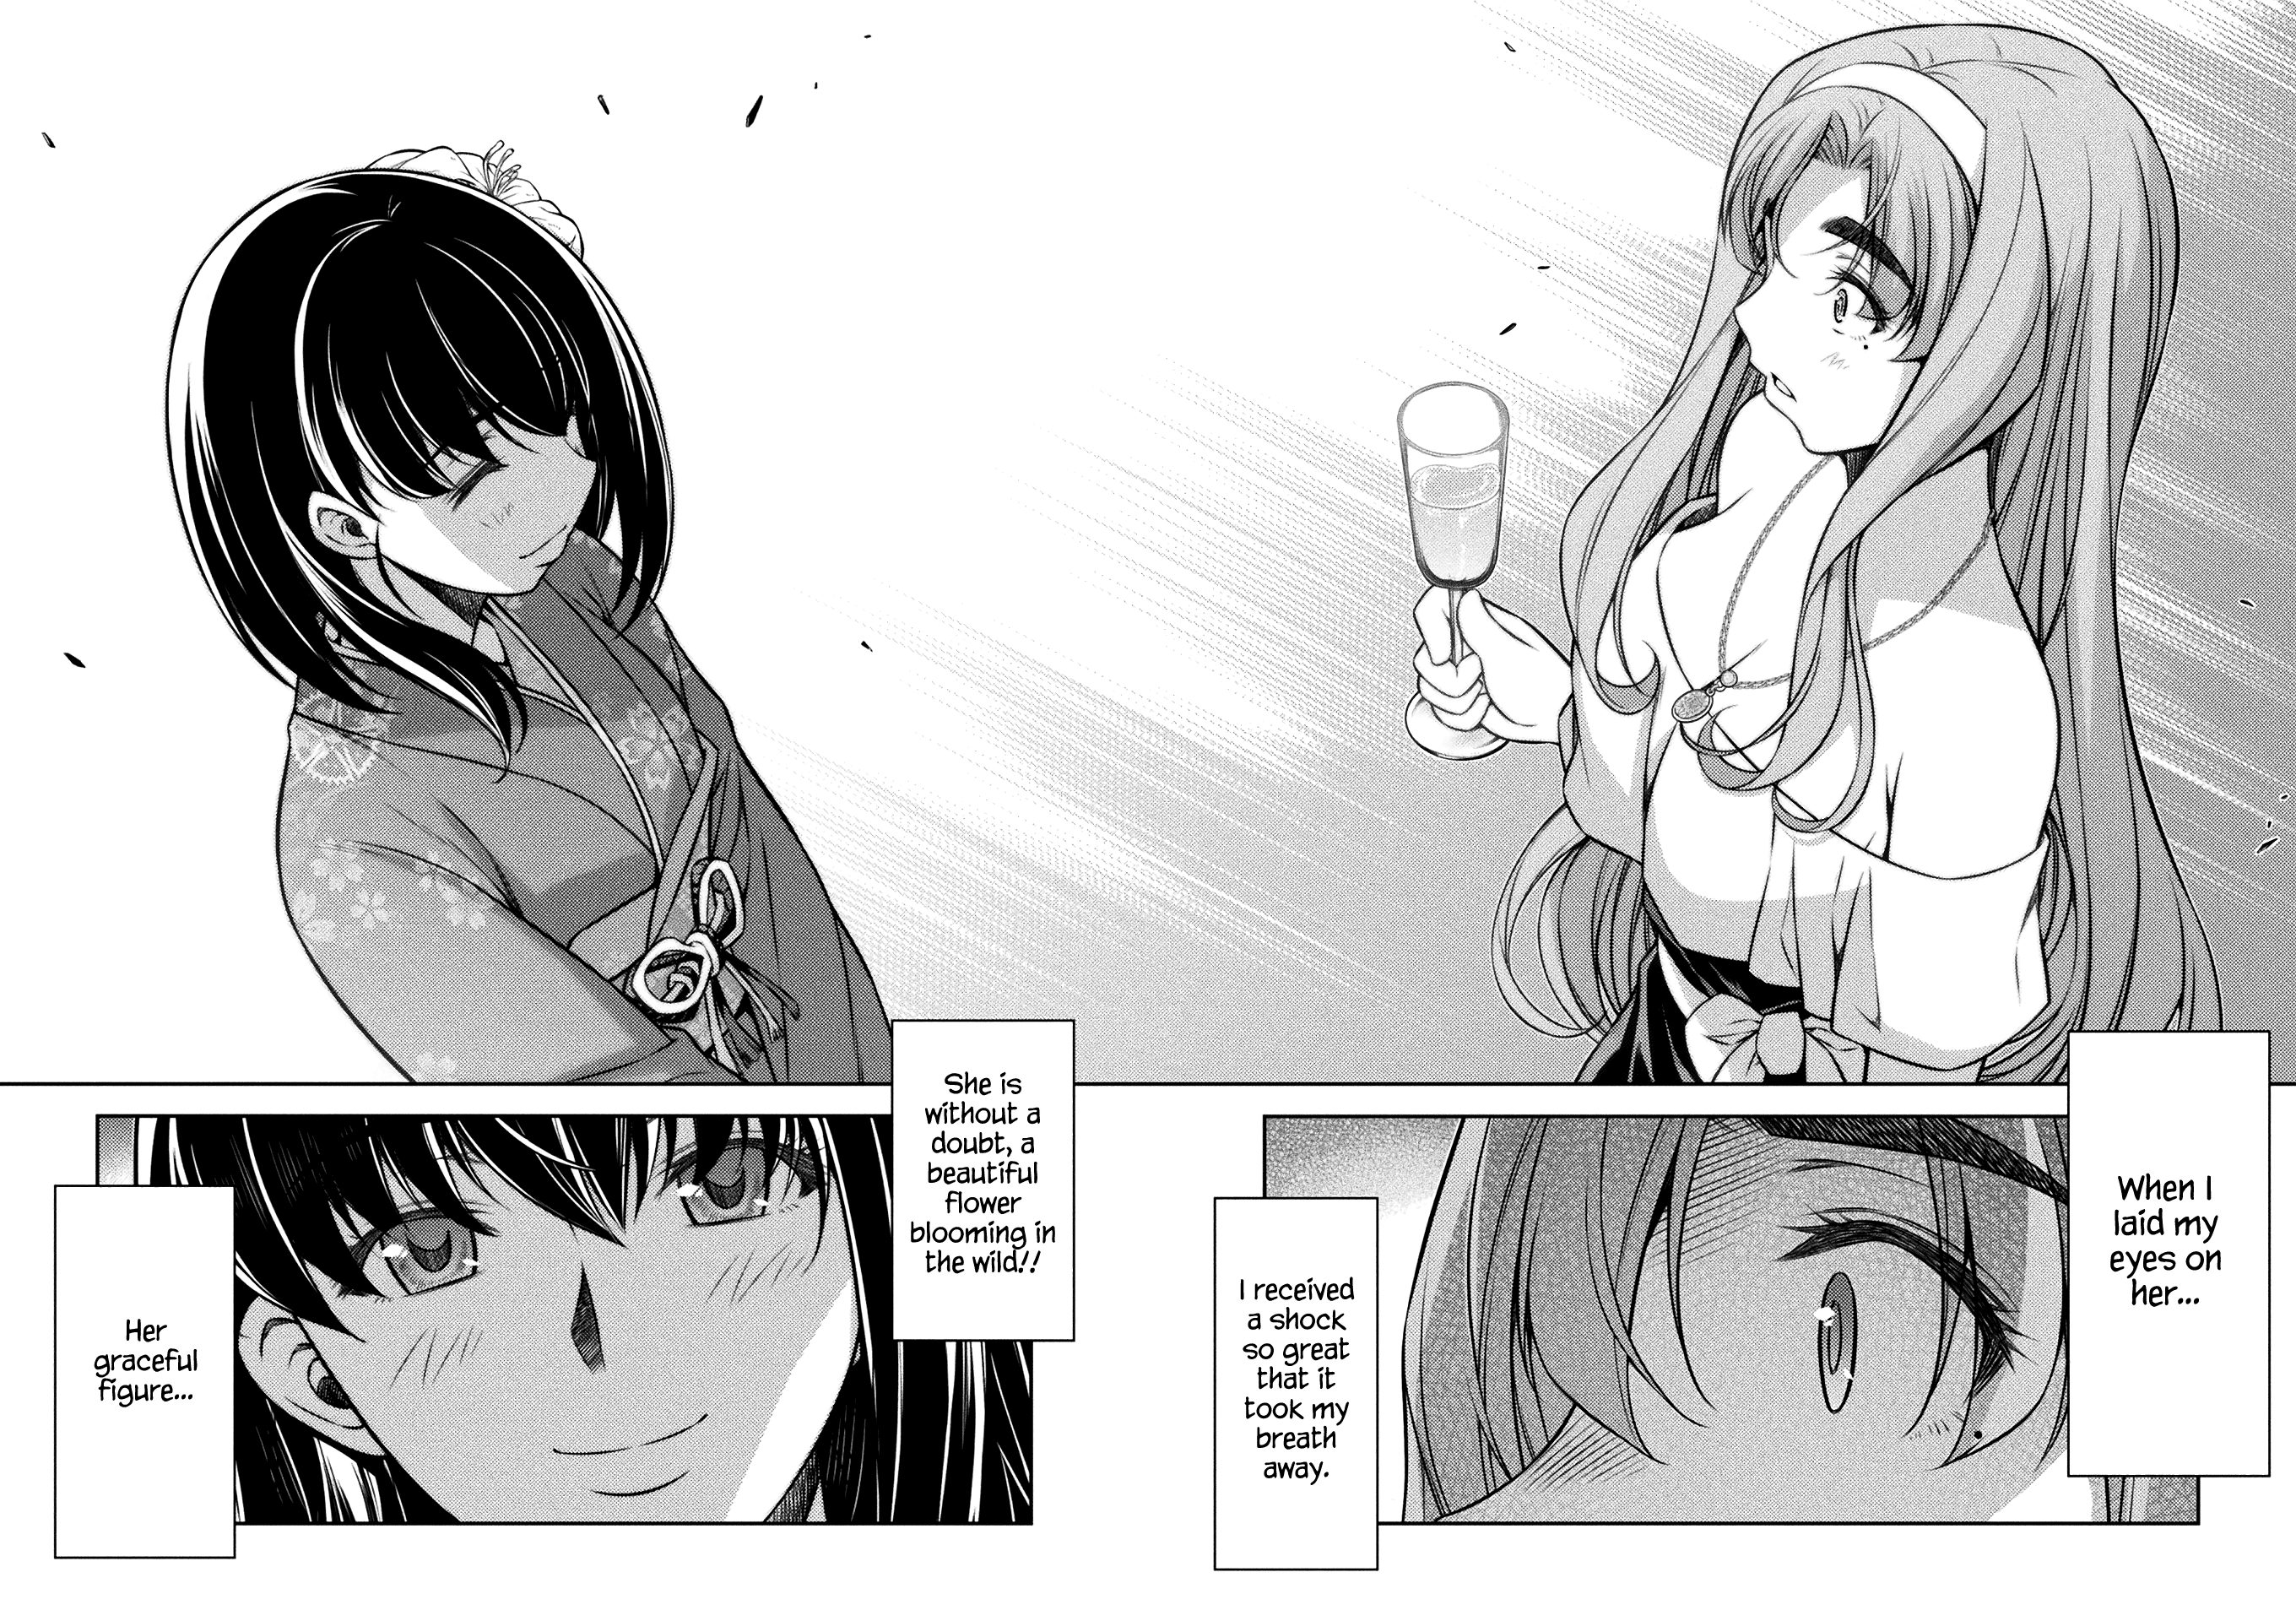 When I
laid my
eyes on
her...
I received
a shock
so great
that it
took my
breath
away.
She is
without a
doubt, a
beautiful
flower
blooming in
the wild!!
Her
graceful
figure...